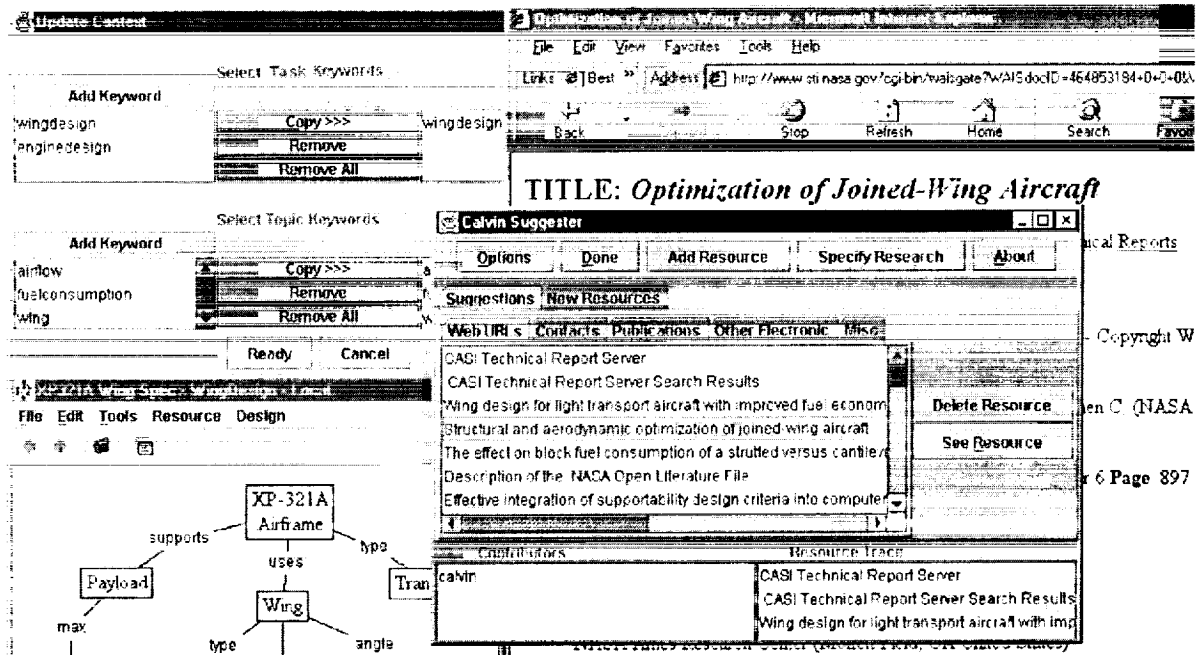 Update Context
Select Task Keywords
Add Keyword
wingdesign
enginedesign
Copy >>>
Remove
Remove All
wingdesign
Select Topic Keywords
Add Keyword
airflow
fuelconsumption
wing
Copy >>>
Remove
Remove All
Ready
Cancel
File Edit Tools Resource Design
XP-321A
Airframe
supports
uses
type
Payload
Wing
Tran
max
type
angle
Optimization of Joined-Wing Aircraft - Microsoft Internet Explorer
File Edit View Favorites Tools Help
Links Best » Address http://www.sti.nasa.gov/cgi-bin/waisgate?WAISdocID=464853184+0+0+0&
Back Stop Refresh Home Search Favori
TITLE: Optimization of Joined-Wing Aircraft
nical Reports
- Copyright W
en C. (NASA
r 6 Page 897
Calvin Suggester
Options Done Add Resource Specify Research About
Suggestions New Resources
Web URLs Contacts Publications Other Electronic Misc
CASI Technical Report Server
CASI Technical Report Server Search Results
Wing design for light transport aircraft with improved fuel econom
Structural and aerodynamic optimization of joined-wing aircraft
The effect on block fuel consumption of a strutted versus cantilev
Description of the NASA Open Literature File
Effective integration of supportability design criteria into computer
Delete Resource
See Resource
Contributors
calvin
Resource Trace
CASI Technical Report Server
CASI Technical Report Server Search Results
Wing design for light transport aircraft with imp